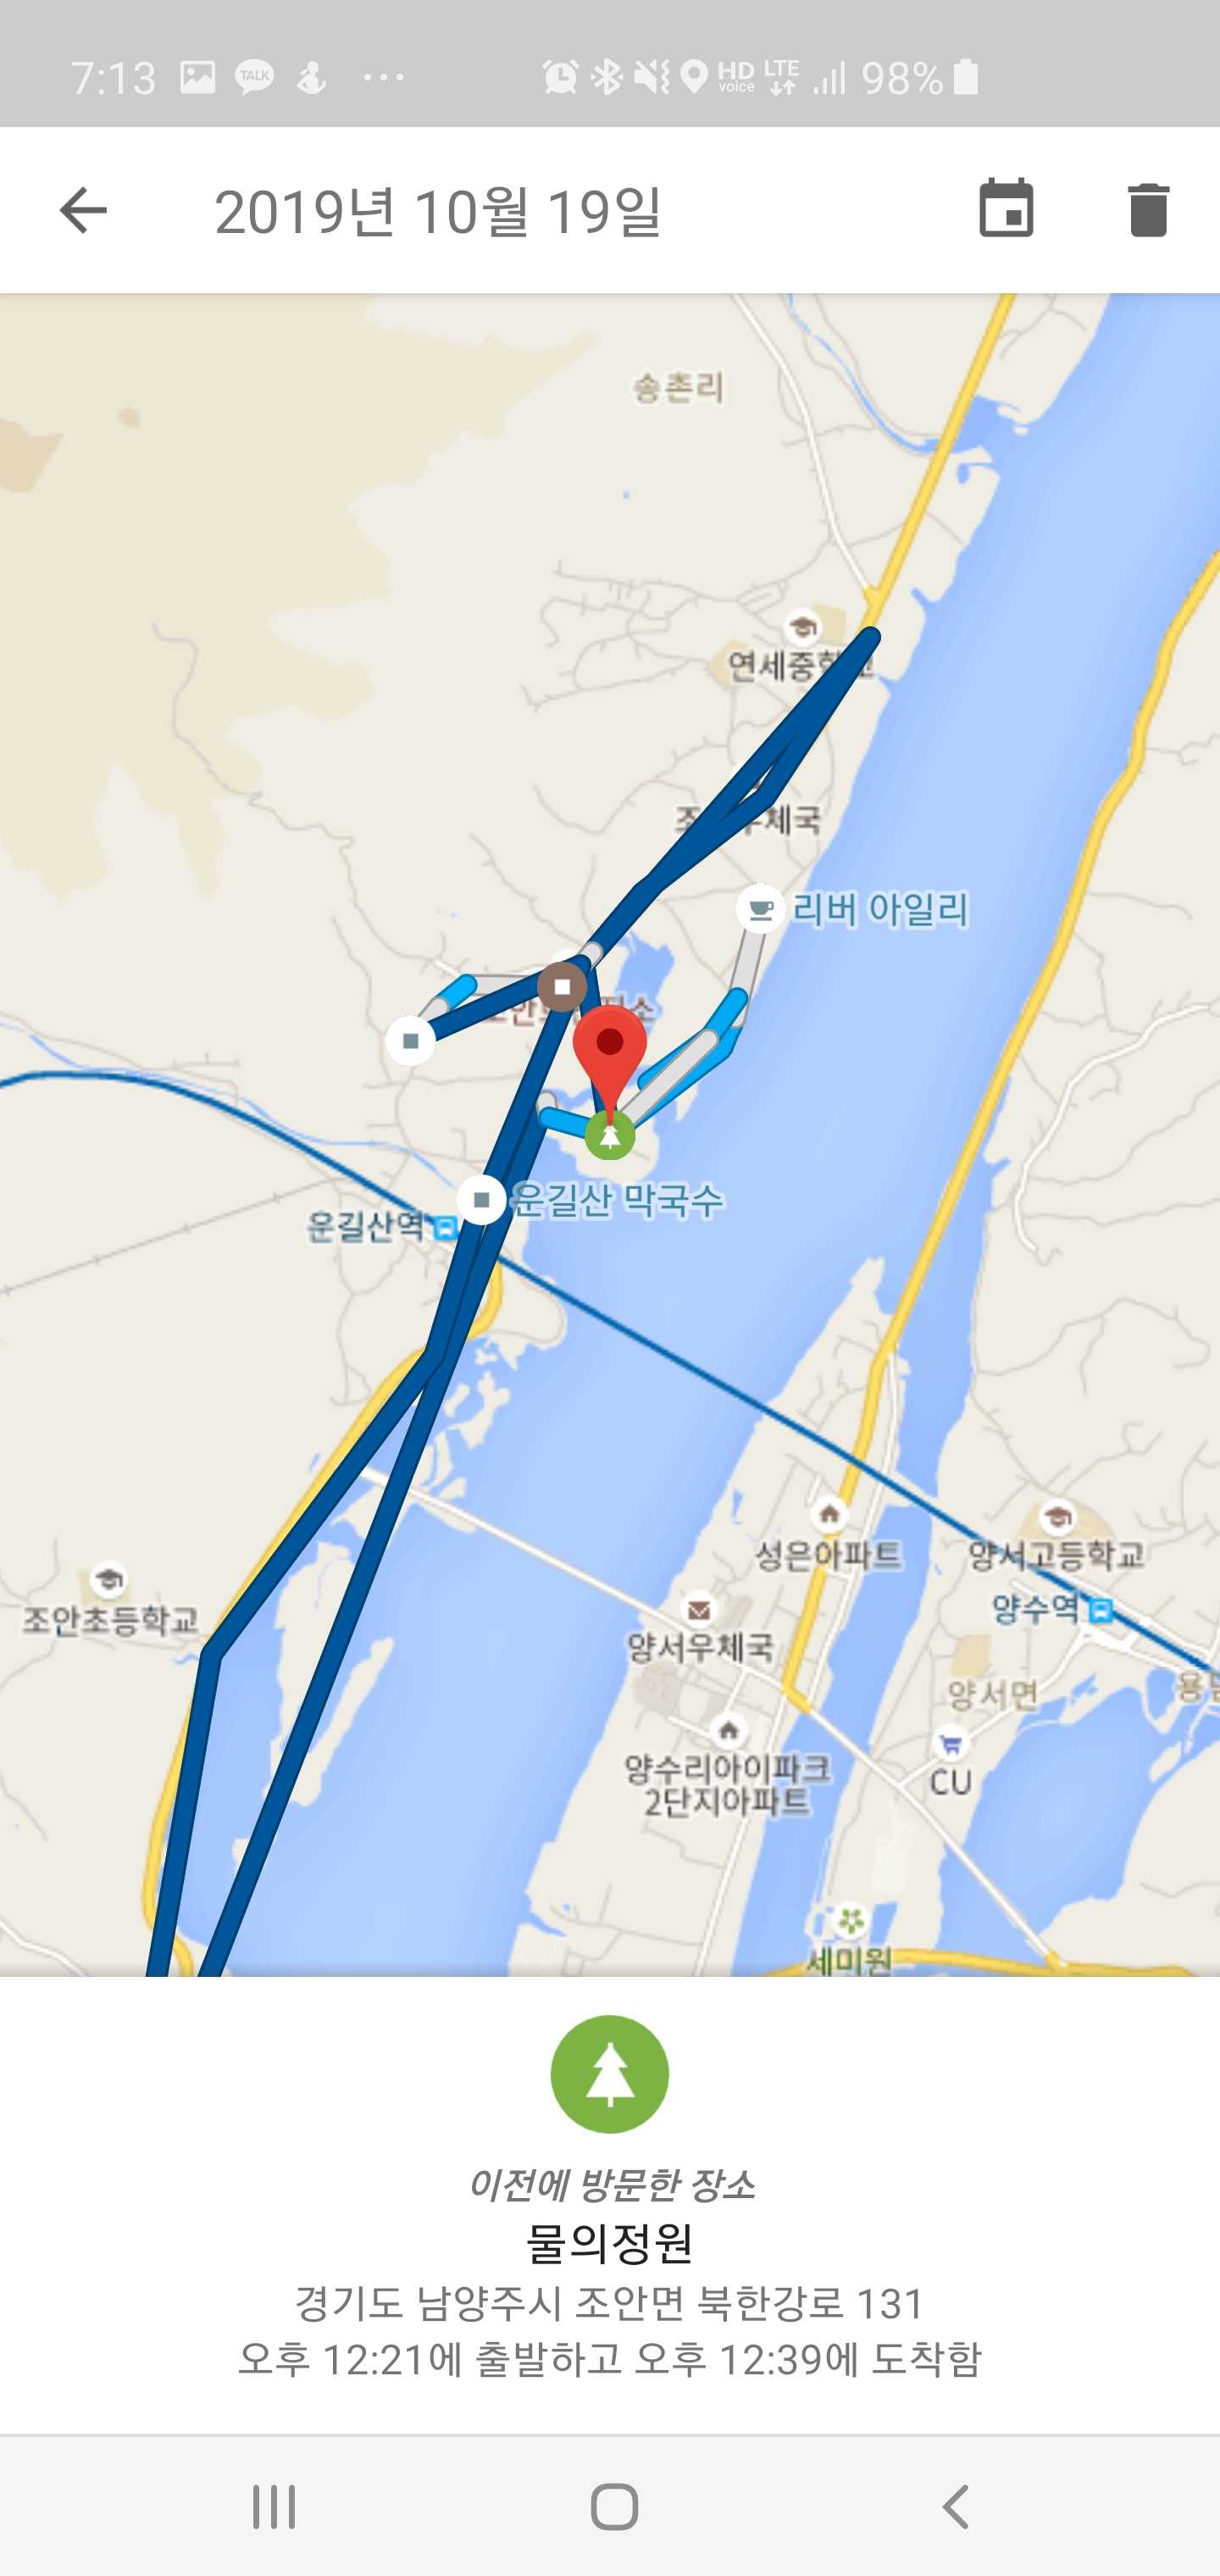 7:13
TALK
HD voice
LTE
98%
2019년 10월 19일
송촌리
연세중학교
리버 아일리
운길산 막국수
운길산역
성은아파트
양서고등학교
양수역
조안초등학교
양서우체국
양서면
양수리아이파크
2단지아파트
CU
세미원
이전에 방문한 장소
물의정원
경기도 남양주시 조안면 북한강로 131
오후 12:21에 출발하고 오후 12:39에 도착함